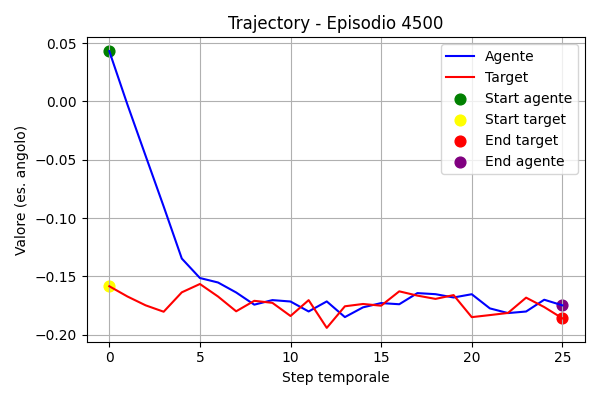 Trajectory - Episodio 4500
Valore (es. angolo)
0.05
0.00
−0.05
−0.10
−0.15
−0.20
Agente
Target
Start agente
Start target
End target
End agente
0 5 10 15 20 25
Step temporale